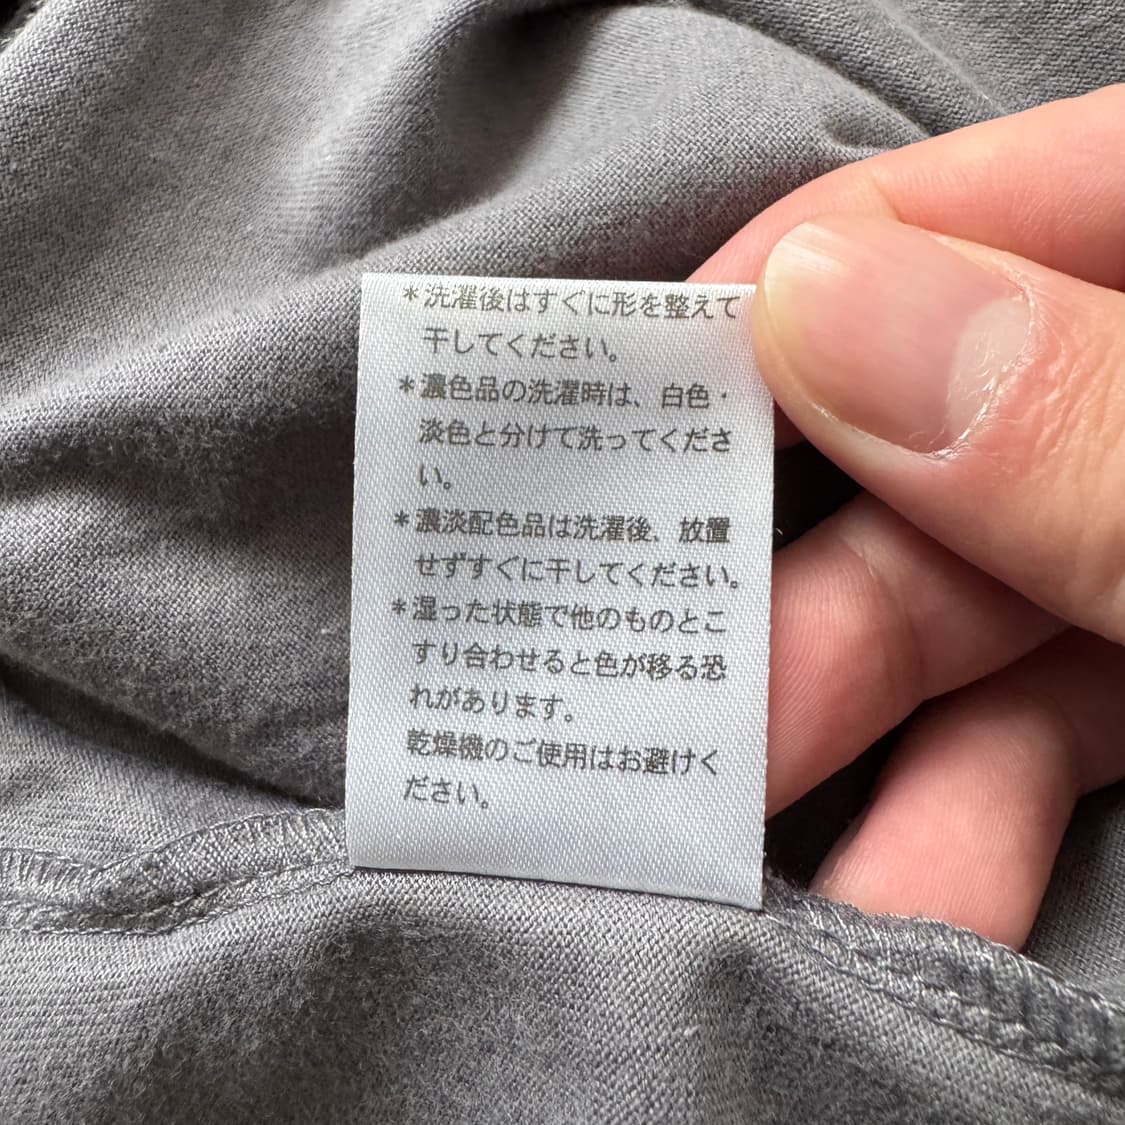 ＊洗濯後はすぐに形を整えて
干してください。
＊濃色品の洗濯時は、白色・
淡色と分けて洗ってくださ
い。
＊濃淡配色品は洗濯後、放置
せずすぐに干してください。
＊湿った状態で他のものとこ
すり合わせると色が移る恐
れがあります。
乾燥機のご使用はお避けく
ださい。